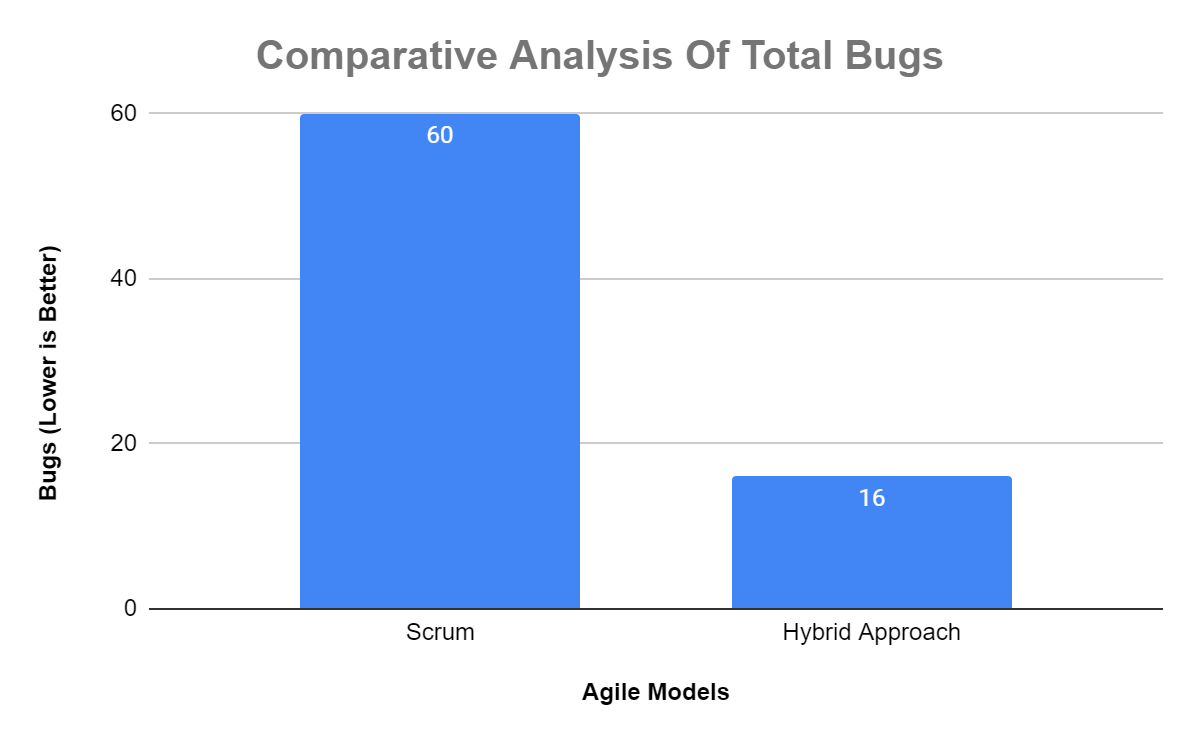 Comparative Analysis Of Total Bugs
Bugs (Lower is Better)
60
40
20
0
60
16
Scrum
Hybrid Approach
Agile Models